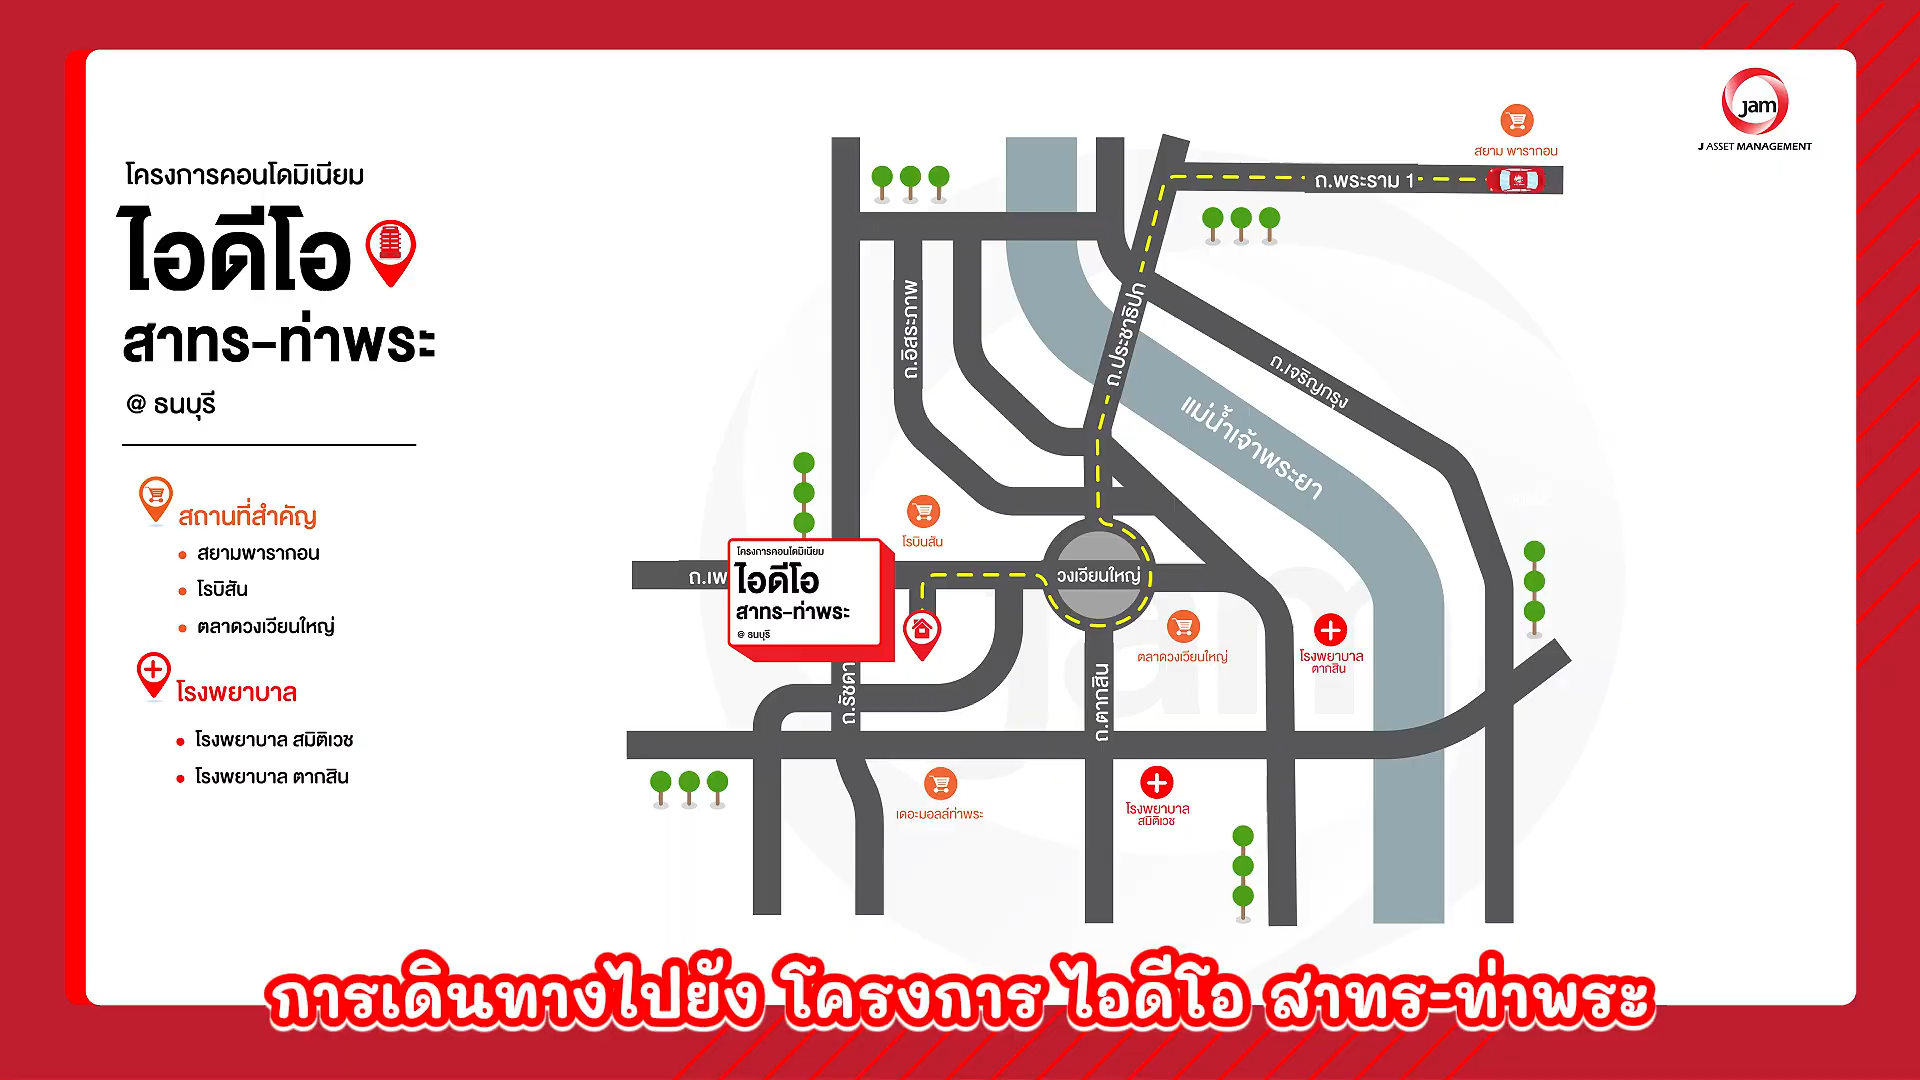 jam
J ASSET MANAGEMENT
โครงการคอนโดมิเนียม
ไอดีโอ
สาทร-ท่าพระ
@ ธนบุรี
สถานที่สำคัญ
สยามพารากอน
โรบิสัน
ตลาดวงเวียนใหญ่
โรงพยาบาล
โรงพยาบาล สมิติเวช
โรงพยาบาล ตากสิน
สยาม พารากอน
ถ.พระราม 1
ถ.อิสระภาพ
ถ.ประชาธิปก
ถ.เจริญกรุง
แม่น้ำเจ้าพระยา
โรบินสัน
ถ.เพ
โครงการคอนโดมิเนียม
ไอดีโอ
สาทร-ท่าพระ
@ ธนบุรี
วงเวียนใหญ่
ตลาดวงเวียนใหญ่
โรงพยาบาล
ตากสิน
ถ.รัชดา
ถ.ตากสิน
เดอะมอลล์ท่าพระ
โรงพยาบาล
สมิติเวช
การเดินทางไปยัง โครงการ ไอดีโอ สาทร-ท่าพระ